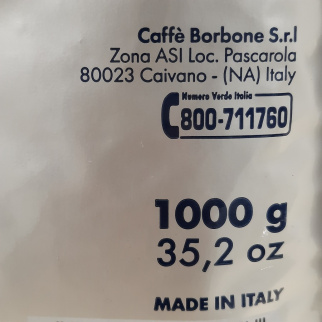 Caffè Borbone S.r.l
Zona ASI Loc. Pascarola
80023 Caivano - (NA) Italy
Numero Verde Italia
800-711760
1000 g
35,2 oz
MADE IN ITALY